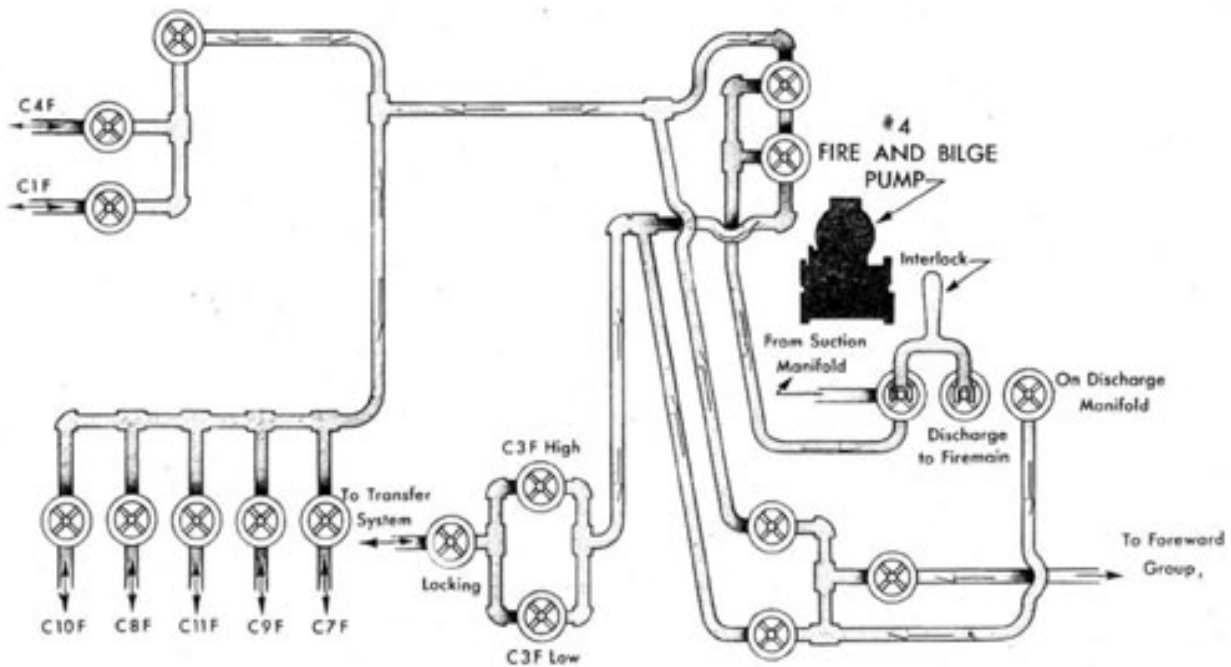 C4F
C1F
#4
FIRE AND BILGE
PUMP
Interlock
From Suction
Manifold
On Discharge
Manifold
Discharge
to Firemain
C3F High
To Transfer
System
Locking
C3F Low
To Foreward
Group,
C10F
C8F
C11F
C9F
C7F